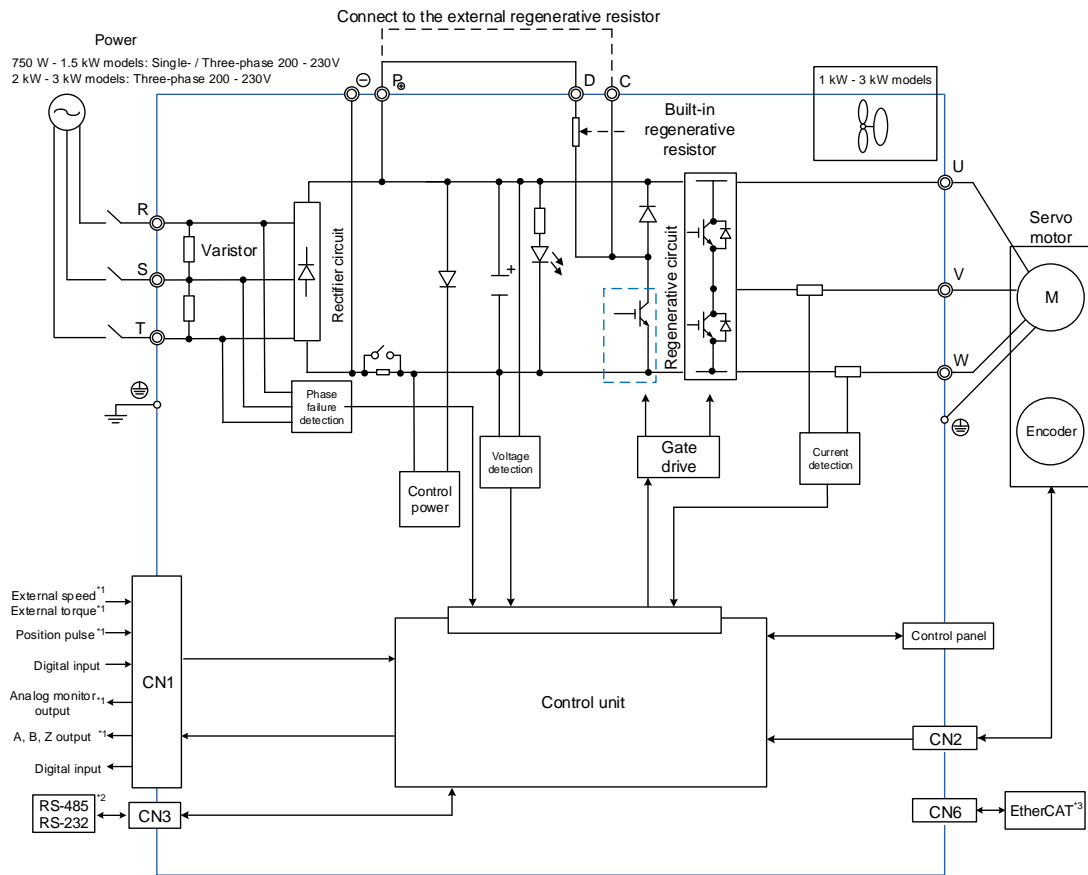 Connect to the external regenerative resistor
Power
750 W - 1.5 kW models: Single- / Three-phase 200 - 230V
2 kW - 3 kW models: Three-phase 200 - 230V
⊖
P⊕
D
C
1 kW - 3 kW models
Built-in
regenerative
resistor
U
R
Servo
motor
Varistor
Rectifier circuit
Regenerative circuit
S
V
M
+
T
W
Phase
failure
detection
Voltage
detection
Gate
drive
Current
detection
Encoder
Control
power
External speed*1
External torque*1
Position pulse*1
Control panel
Digital input
CN1
Control unit
Analog monitor*1
output
A, B, Z output*1
CN2
Digital input
RS-485*2
RS-232
CN3
CN6
EtherCAT*3